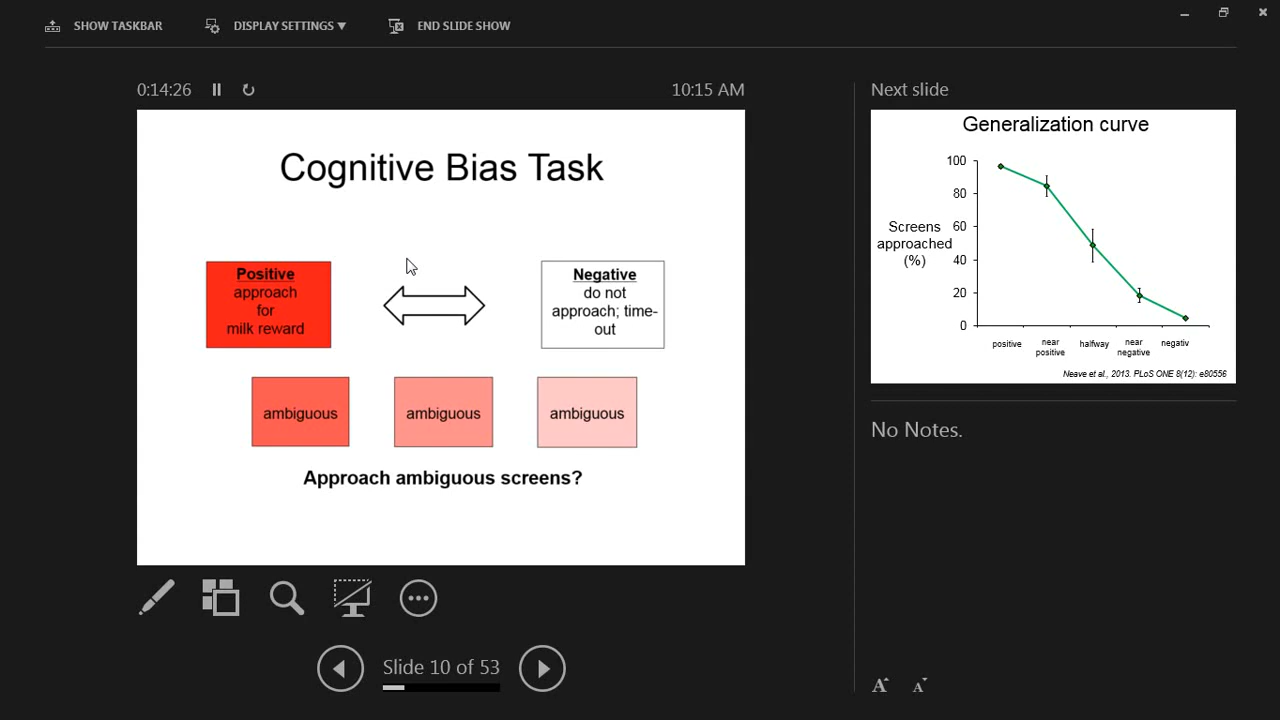 SHOW TASKBAR
DISPLAY SETTINGS ▼
END SLIDE SHOW
0:14:26
10:15 AM
Cognitive Bias Task
Positive
approach
for
milk reward
Negative
do not
approach; time-
out
ambiguous
ambiguous
ambiguous
Approach ambiguous screens?
Slide 10 of 53
Next slide
Generalization curve
100
80
60
40
20
0
Screens
approached
(%)
positive
near
positive
halfway
near
negative
negativ
Neave et al., 2013. PLoS ONE 8(12): e80556
No Notes.
A
A